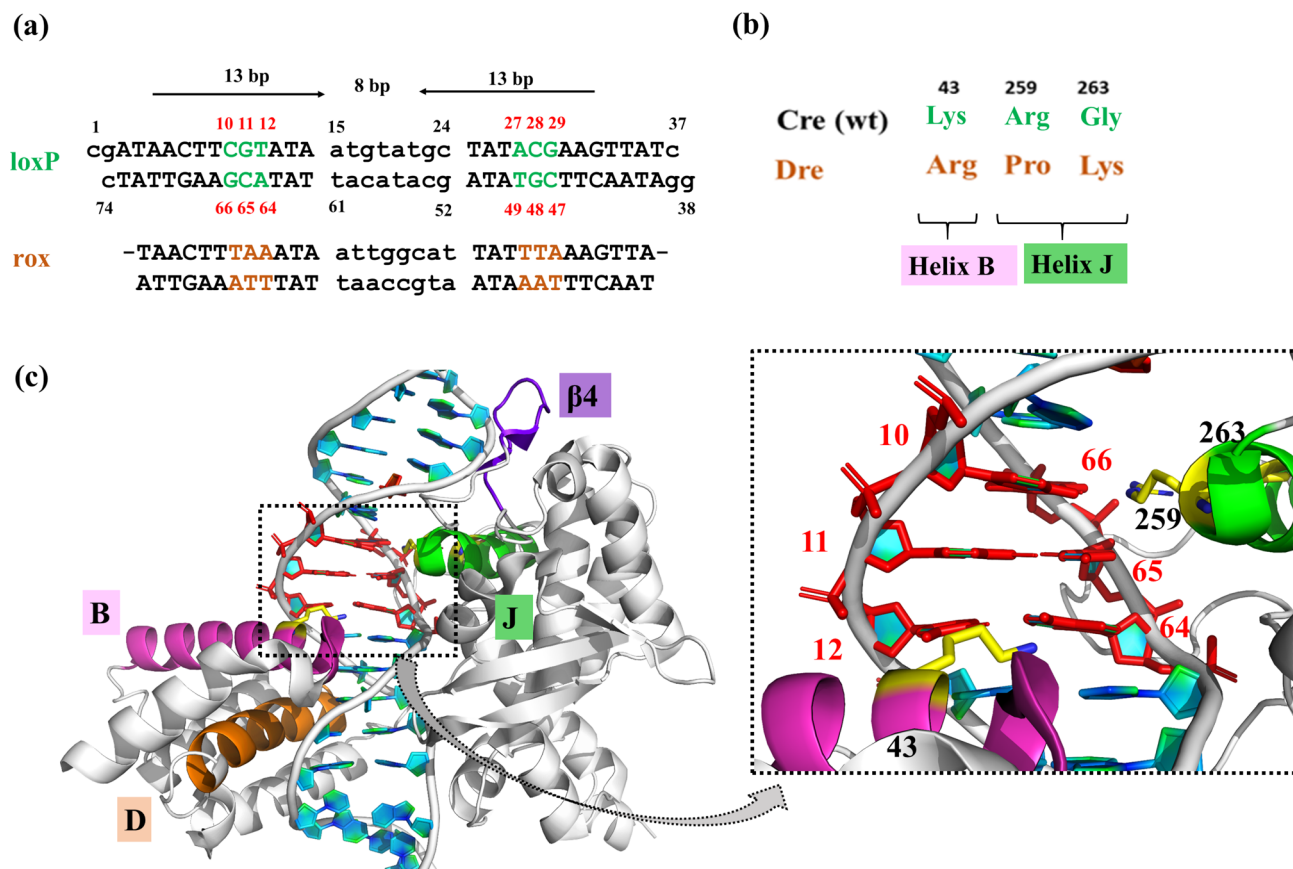 (a)
13 bp 8 bp 13 bp
1 10 11 12 15 24 27 28 29 37
loxP cgATAACTTCGTATA atgtatgc TATACGAAGTTATc
cTATTGAAGCATAT tacatacg ATATGCTTCAATAgg
74 66 65 64 61 52 49 48 47 38
rox -TAACTTTAAATA attggcat TATTTAAAGTTA-
ATTGAAATTTAT taaccgta ATAAATTTCAAT
(b)
43 259 263
Cre (wt) Lys Arg Gly
Dre Arg Pro Lys
Helix B Helix J
(c)
β4
B
J
D
10
66
263
259
11
65
64
12
43